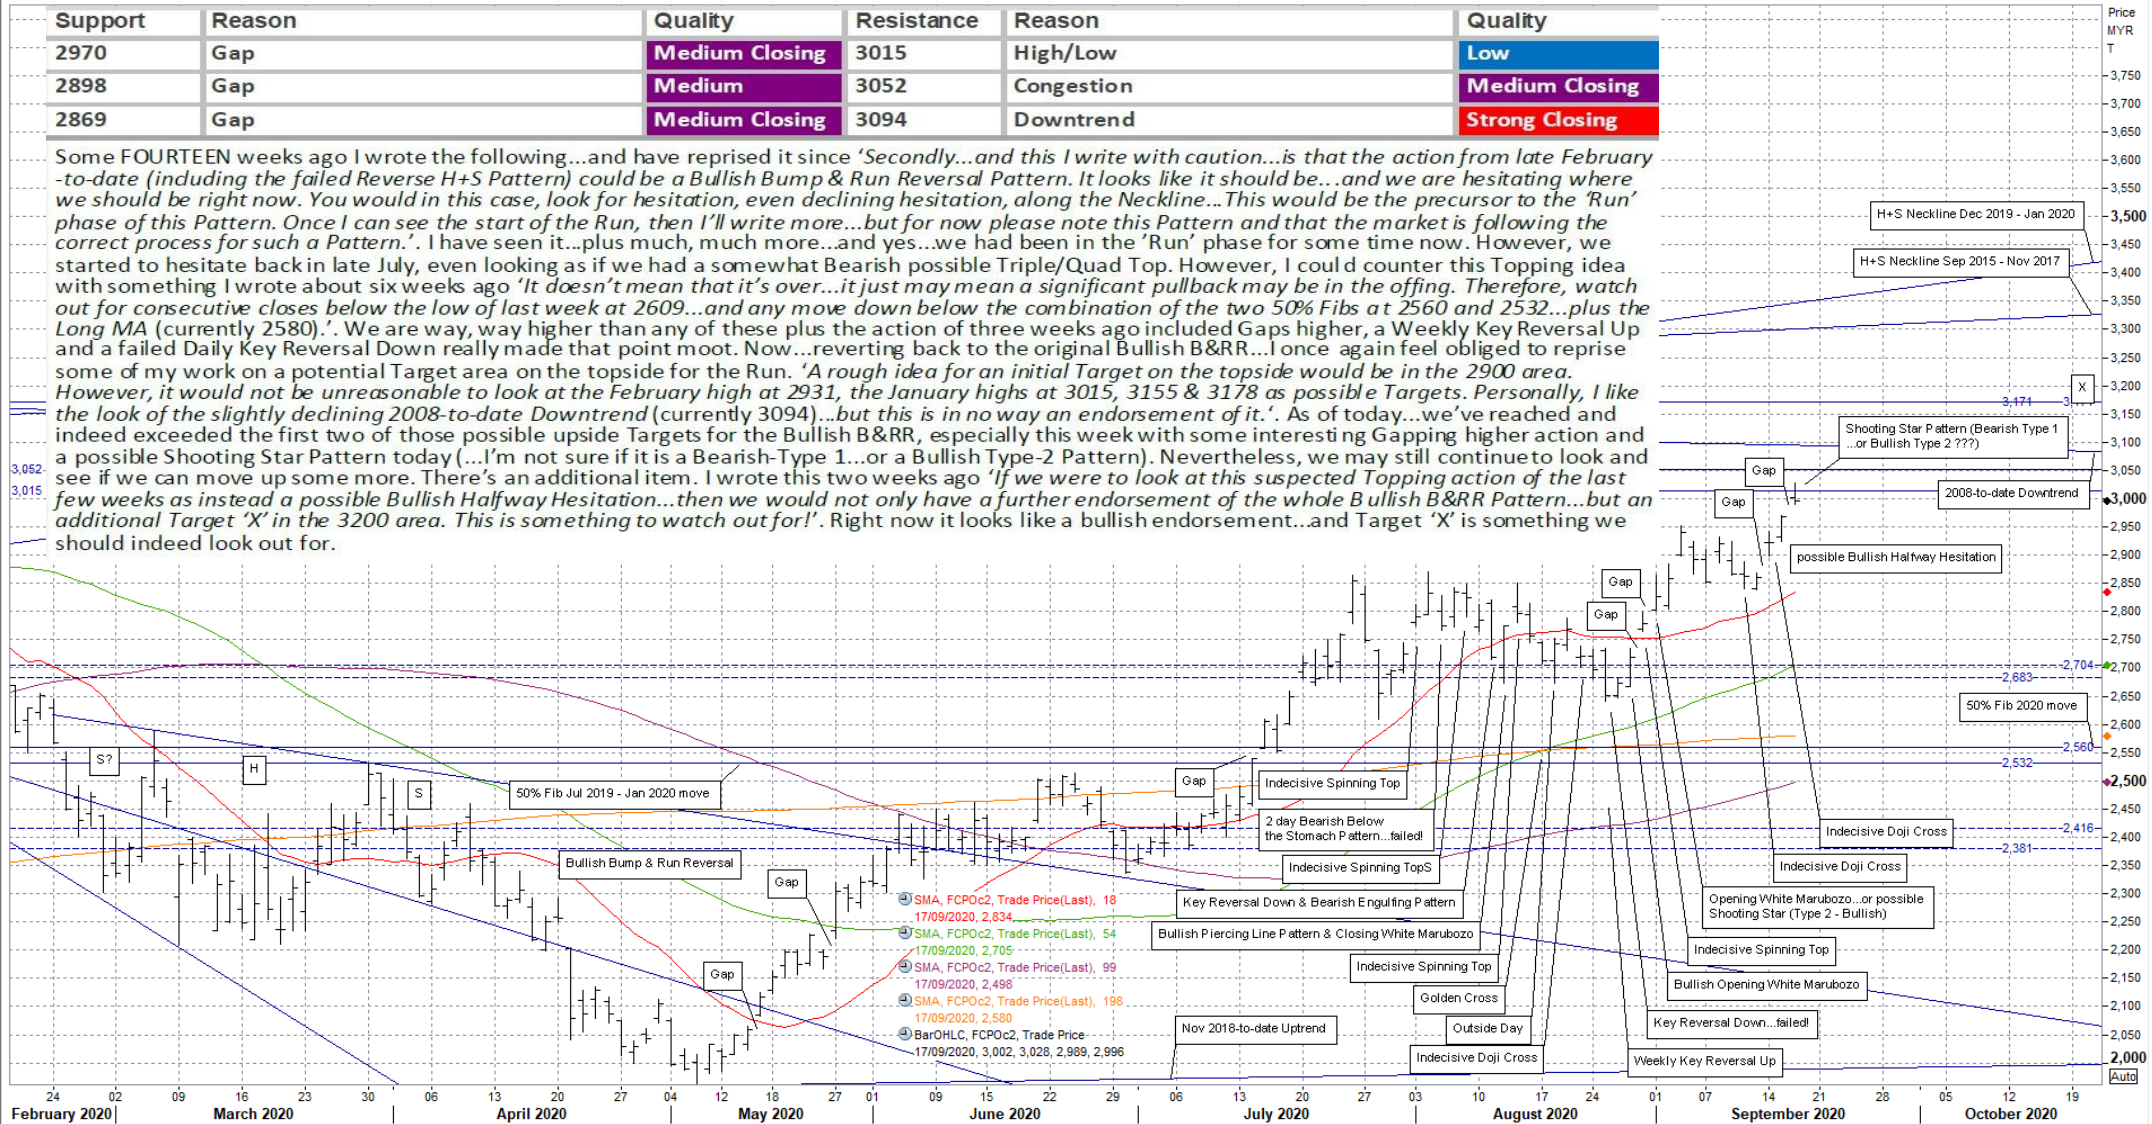 Support Reason Quality Resistance Reason Quality
2970 Gap Medium Closing 3015 High/Low Low
2898 Gap Medium 3052 Congestion Medium Closing
2869 Gap Medium Closing 3094 Downtrend Strong Closing
Some FOURTEEN weeks ago I wrote the following...and have reprised it since ‘Secondly...and this I write with caution...is that the action from late February
-to-date (including the failed Reverse H+S Pattern) could be a Bullish Bump & Run Reversal Pattern. It looks like it should be...and we are hesitating where
we should be right now. You would in this case, look for hesitation, even declining hesitation, along the Neckline...This would be the precursor to the ‘Run’
phase of this Pattern. Once I can see the start of the Run, then I’ll write more...but for now please note this Pattern and that the market is following the
correct process for such a Pattern.’. I have seen it...plus much, much more...and yes...we had been in the ’Run’ phase for some time now. However, we
started to hesitate back in late July, even looking as if we had a somewhat Bearish possible Triple/Quad Top. However, I could counter this Topping idea
with something I wrote about six weeks ago ‘It doesn’t mean that it’s over...it just may mean a significant pullback may be in the offing. Therefore, watch
out for consecutive closes below the low of last week at 2609...and any move down below the combination of the two 50% Fibs at 2560 and 2532...plus the
Long MA (currently 2580).’. We are way, way higher than any of these plus the action of three weeks ago included Gaps higher, a Weekly Key Reversal Up
and a failed Daily Key Reversal Down really made that point moot. Now...reverting back to the original Bullish B&RR...I once again feel obliged to reprise
some of my work on a potential Target area on the topside for the Run. ‘A rough idea for an initial Target on the topside would be in the 2900 area.
However, it would not be unreasonable to look at the February high at 2931, the January highs at 3015, 3155 & 3178 as possible Targets. Personally, I like
the look of the slightly declining 2008-to-date Downtrend (currently 3094)...but this is in no way an endorsement of it.‘. As of today...we’ve reached and
indeed exceeded the first two of those possible upside Targets for the Bullish B&RR, especially this week with some interesting Gapping higher action and
a possible Shooting Star Pattern today (...I’m not sure if it is a Bearish-Type 1...or a Bullish Type-2 Pattern). Nevertheless, we may still continue to look and
see if we can move up some more. There’s an additional item. I wrote this two weeks ago ‘If we were to look at this suspected Topping action of the last
few weeks as instead a possible Bullish Halfway Hesitation...then we would not only have a further endorsement of the whole Bullish B&RR Pattern...but an
additional Target ‘X’ in the 3200 area. This is something to watch out for!’. Right now it looks like a bullish endorsement...and Target ‘X’ is something we
should indeed look out for.
Price
MYR
T
3,750
3,700
3,650
3,600
3,550
3,500
3,450
3,400
3,350
3,300
3,250
3,200
3,150
3,100
3,050
3,000
2,950
2,900
2,850
2,800
2,750
2,700
2,650
2,600
2,550
2,500
2,450
2,400
2,350
2,300
2,250
2,200
2,150
2,100
2,050
2,000
Auto
H+S Neckline Dec 2019 - Jan 2020
H+S Neckline Sep 2015 - Nov 2017
X
3,171
Shooting Star Pattern (Bearish Type 1
...or Bullish Type 2 ???)
Gap
3,052
3,015
2008-to-date Downtrend
Gap
possible Bullish Halfway Hesitation
Gap
Gap
2,704
2,683
50% Fib 2020 move
2,560
2,532
S?
H
S
50% Fib Jul 2019 - Jan 2020 move
Gap
Indecisive Spinning Top
2 day Bearish Below
the Stomach Pattern...failed!
Indecisive Doji Cross
2,416
2,381
Bullish Bump & Run Reversal
Indecisive Spinning TopS
Indecisive Doji Cross
Gap
Key Reversal Down & Bearish Engulfing Pattern
Opening White Marubozo...or possible
Shooting Star (Type 2 - Bullish)
SMA, FCPOc2, Trade Price(Last), 18
17/09/2020, 2,834
SMA, FCPOc2, Trade Price(Last), 54
17/09/2020, 2,705
SMA, FCPOc2, Trade Price(Last), 99
17/09/2020, 2,498
SMA, FCPOc2, Trade Price(Last), 198
17/09/2020, 2,580
BarOHLC, FCPOc2, Trade Price
17/09/2020, 3,002, 3,028, 2,989, 2,996
Bullish Piercing Line Pattern & Closing White Marubozo
Indecisive Spinning Top
Indecisive Spinning Top
Gap
Bullish Opening White Marubozo
Golden Cross
Nov 2018-to-date Uptrend
Outside Day
Key Reversal Down...failed!
Indecisive Doji Cross
Weekly Key Reversal Up
24 02 09 16 23 30 06 13 20 27 04 12 18 27 01 09 15 22 01 06 13 20 27 03 10 17 24 01 07 14 21 28 05 12 19
February 2020 March 2020 April 2020 May 2020 June 2020 July 2020 August 2020 September 2020 October 2020